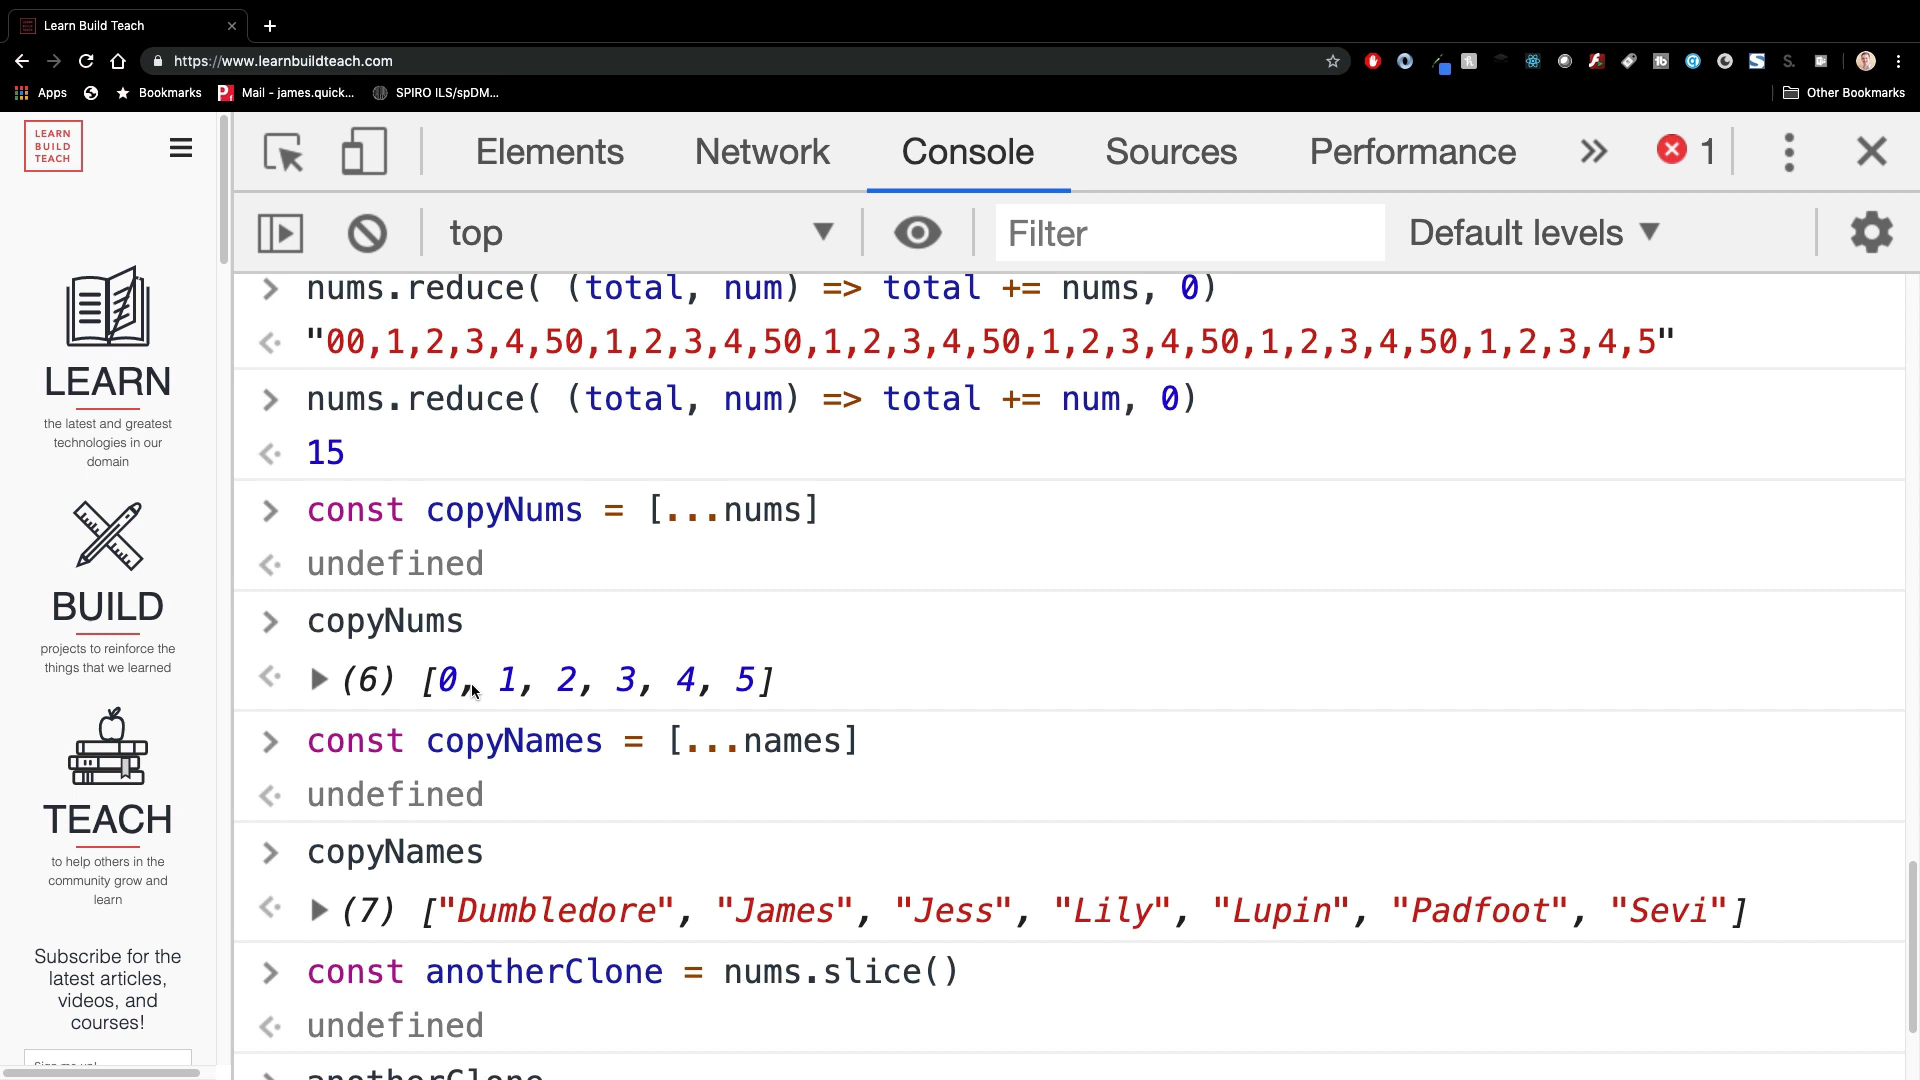 Learn Build Teach
https://www.learnbuildteach.com
Apps
Bookmarks
Mail - james.quick...
SPIRO ILS/spDM...
Other Bookmarks
LEARN
BUILD
TEACH
LEARN
the latest and greatest
technologies in our
domain
BUILD
projects to reinforce the
things that we learned
TEACH
to help others in the
community grow and
learn
Subscribe for the
latest articles,
videos, and
courses!
Elements Network Console Sources Performance 1
top Filter Default levels
nums.reduce( (total, num) => total += nums, 0)
"00,1,2,3,4,50,1,2,3,4,50,1,2,3,4,50,1,2,3,4,50,1,2,3,4,50,1,2,3,4,5"
nums.reduce( (total, num) => total += num, 0)
15
const copyNums = [...nums]
undefined
copyNums
(6) [0, 1, 2, 3, 4, 5]
const copyNames = [...names]
undefined
copyNames
(7) ["Dumbledore", "James", "Jess", "Lily", "Lupin", "Padfoot", "Sevi"]
const anotherClone = nums.slice()
undefined
anotherClone